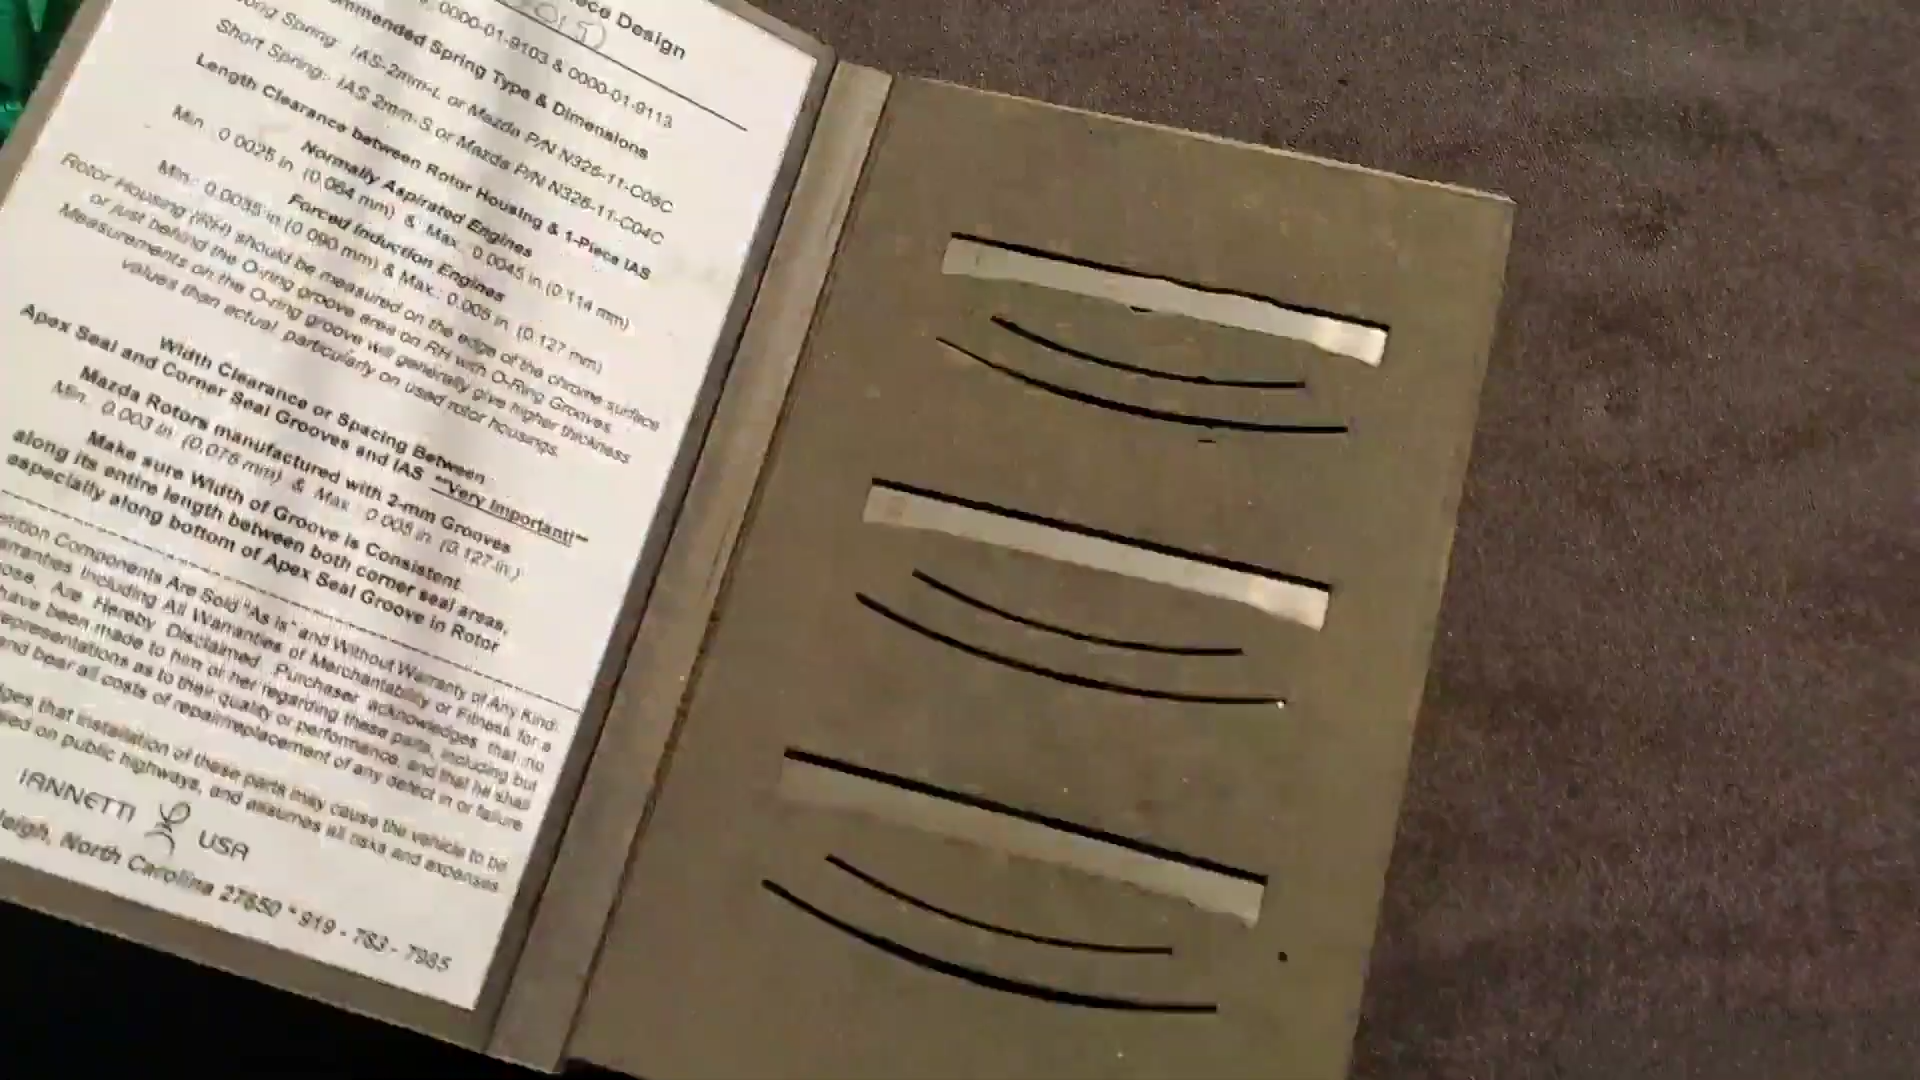 ece Design
0000-01-9103 & 0000-01-9113
mmended Spring Type & Dimensions
ong Spring: IAS-2mm-L or Mazda P/N N326-11-C06C
Short Spring: IAS 2mm-S or Mazda P/N N326-11-C04C
Length Clearance between Rotor Housing & 1-Piece IAS
Normally Aspirated Engines
Min.: 0.0025 in. (0.064 mm) & Max.: 0.0045 in.(0.114 mm)
Forced Induction Engines
Min.: 0.0035 in (0.090 mm) & Max.: 0.005 in. (0.127 mm)
Rotor Housing (RH) should be measured on the edge of the chrome surface
or just behind the O-ring groove area on RH with O-Ring Grooves.
Measurements on the O-ring groove will generally give higher thickness
values than actual, particularly on used rotor housings.
Width Clearance or Spacing Between
Apex Seal and Corner Seal Grooves and IAS **Very Important!**
Mazda Rotors manufactured with 2-mm Grooves
Min.: 0.003 in. (0.076 mm) & Max.: 0.005 in. (0.127 in.)
Make sure Width of Groove is Consistent
along its entire length between both corner seal areas,
especially along bottom of Apex Seal Groove in Rotor
etition Components Are Sold "As is" and Without Warranty of Any Kind.
arranties Including All Warranties of Merchantability or Fitness for a
ose, Are Hereby Disclaimed. Purchaser acknowledges that no
have been made to him or her regarding these parts, including but
representations as to their quality or performance, and that he shall
and bear all costs of repair/replacement of any defect in or failure
dges that installation of these parts may cause the vehicle to be
sed on public highways, and assumes all risks and expenses
IANNETTI USA
leigh, North Carolina 27650 * 919 - 783 - 7985